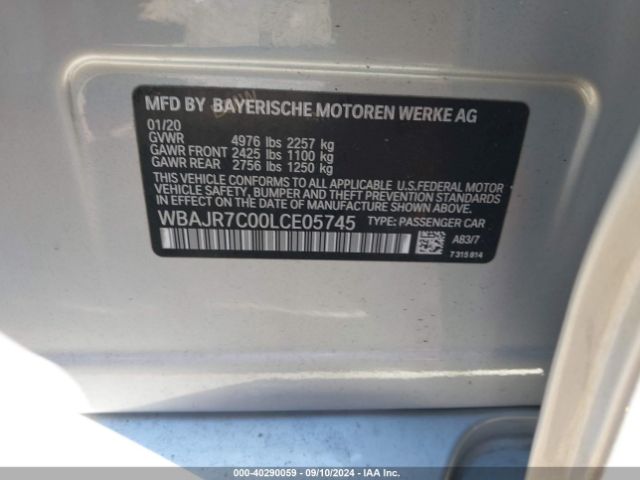 MFD BY BAYERISCHE MOTOREN WERKE AG
01/20
GVWR 4976 lbs 2257 kg
GAWR FRONT 2425 lbs 1100 kg
GAWR REAR 2756 lbs 1250 kg
THIS VEHICLE CONFORMS TO ALL APPLICABLE U.S. FEDERAL MOTOR
VEHICLE SAFETY, BUMPER, AND THEFT PREVENTION STANDARDS
IN EFFECT ON THE DATE OF MANUFACTURE SHOWN ABOVE.
WBAJR7C00LCE05745 TYPE: PASSENGER CAR
A83/7
7 315 814
000-40290059 - 09/10/2024 - IAA Inc.